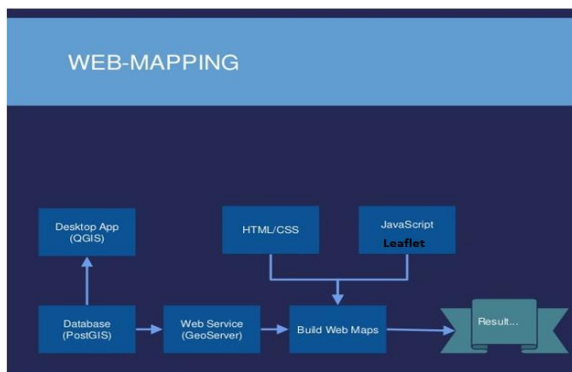 WEB-MAPPING
Desktop App
(QGIS)
HTML/CSS
JavaScript
Leaflet
Database
(PostGIS)
Web Service
(GeoServer)
Build Web Maps
Result...